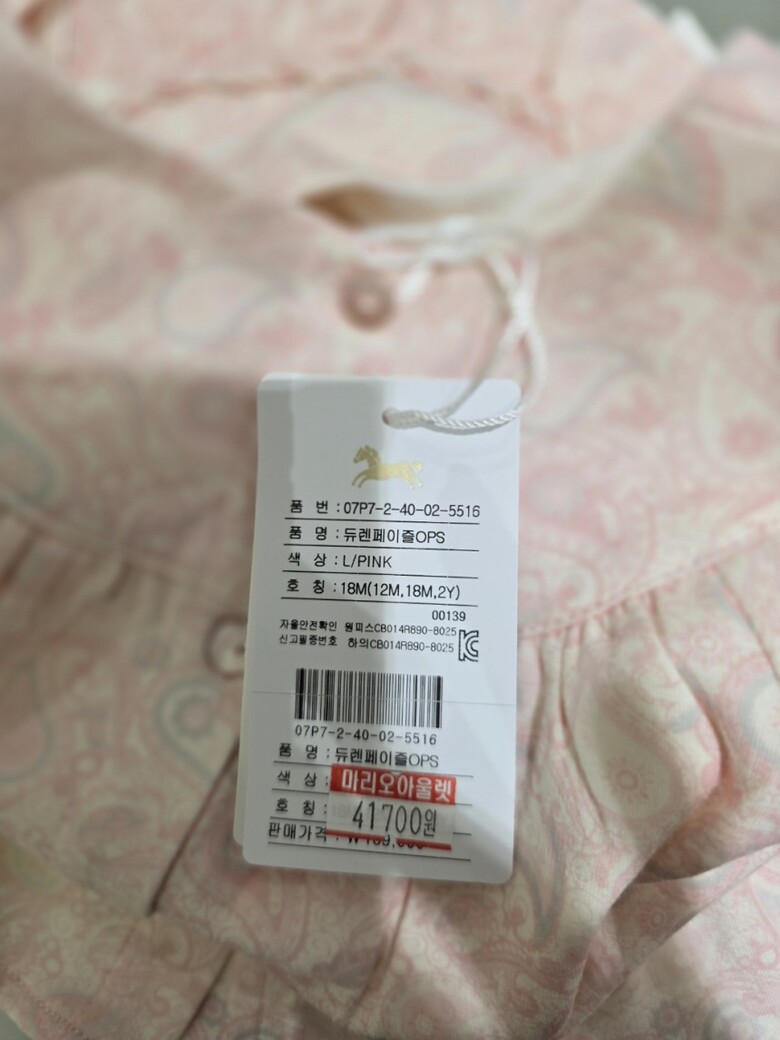 품 번 : 07P7-2-40-02-5516
품 명 : 듀렌페이즐OPS
색 상 : L/PINK
호 칭 : 18M(12M,18M,2Y)
00139
자율안전확인 원피스CB014R890-8025
신고필증번호 하의CB014R890-8025
07P7-2-40-02-5516
품 명 : 듀렌페이즐OPS
색 상 :
마리오아울렛
호 칭 :
41700원
판매가격 :